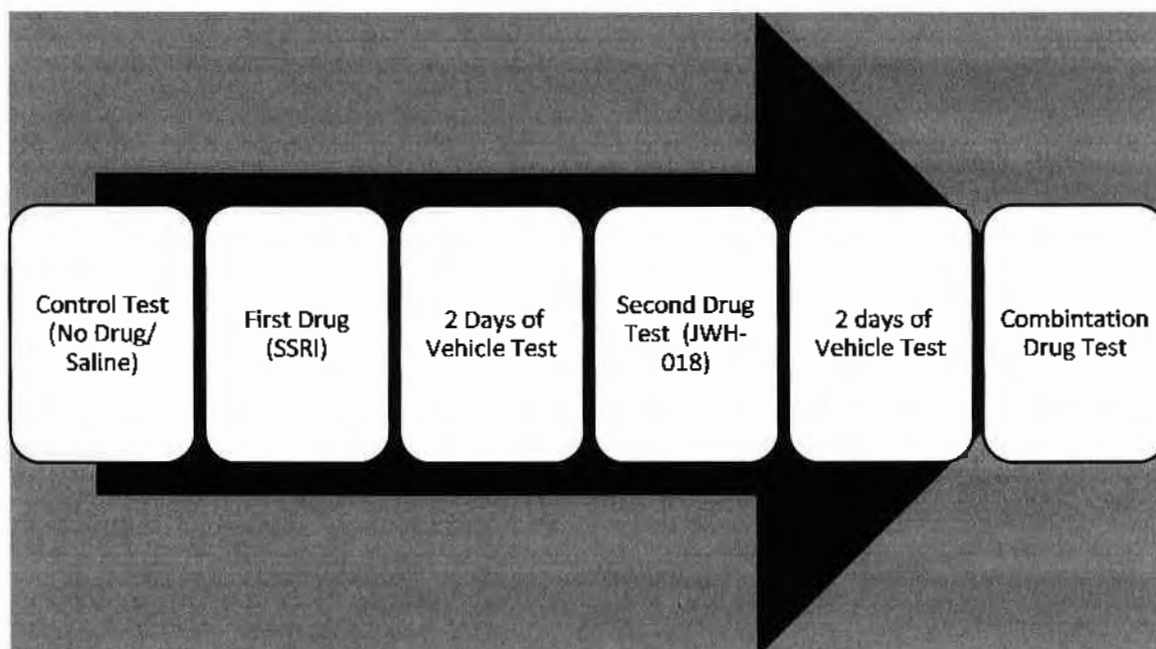 Control Test
(No Drug/
Saline)
First Drug
(SSRI)
2 Days of
Vehicle Test
Second Drug
Test (JWH-
018)
2 days of
Vehicle Test
Combintation
Drug Test